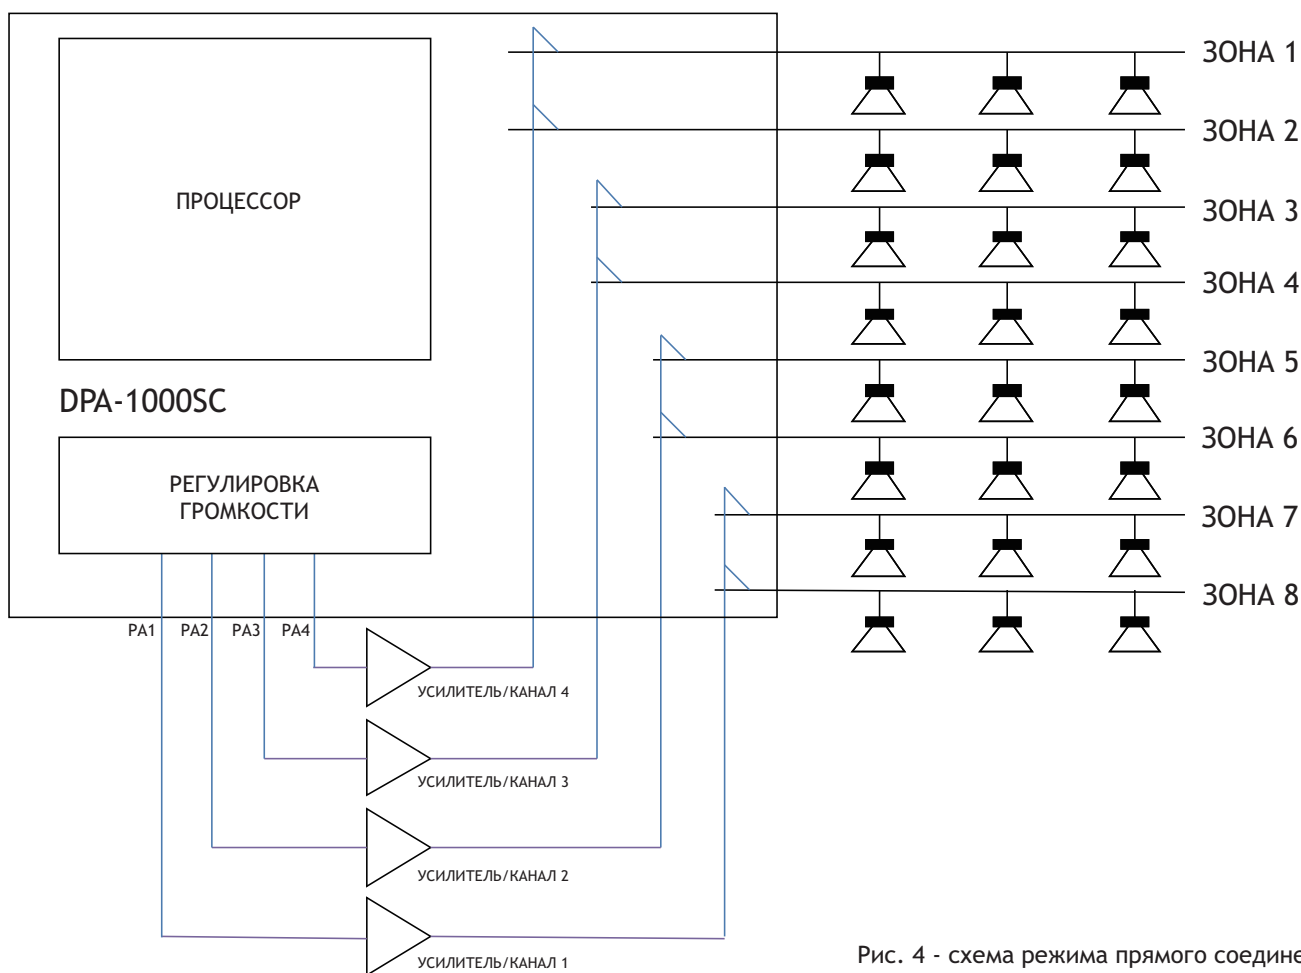 ЗОНА 1
ЗОНА 2
ПРОЦЕССОР
ЗОНА 3
ЗОНА 4
ЗОНА 5
DPA-1000SC
ЗОНА 6
РЕГУЛИРОВКА
ГРОМКОСТИ
ЗОНА 7
ЗОНА 8
PA1 PA2 PA3 PA4
УСИЛИТЕЛЬ/КАНАЛ 4
УСИЛИТЕЛЬ/КАНАЛ 3
УСИЛИТЕЛЬ/КАНАЛ 2
УСИЛИТЕЛЬ/КАНАЛ 1
Рис. 4 - схема режима прямого